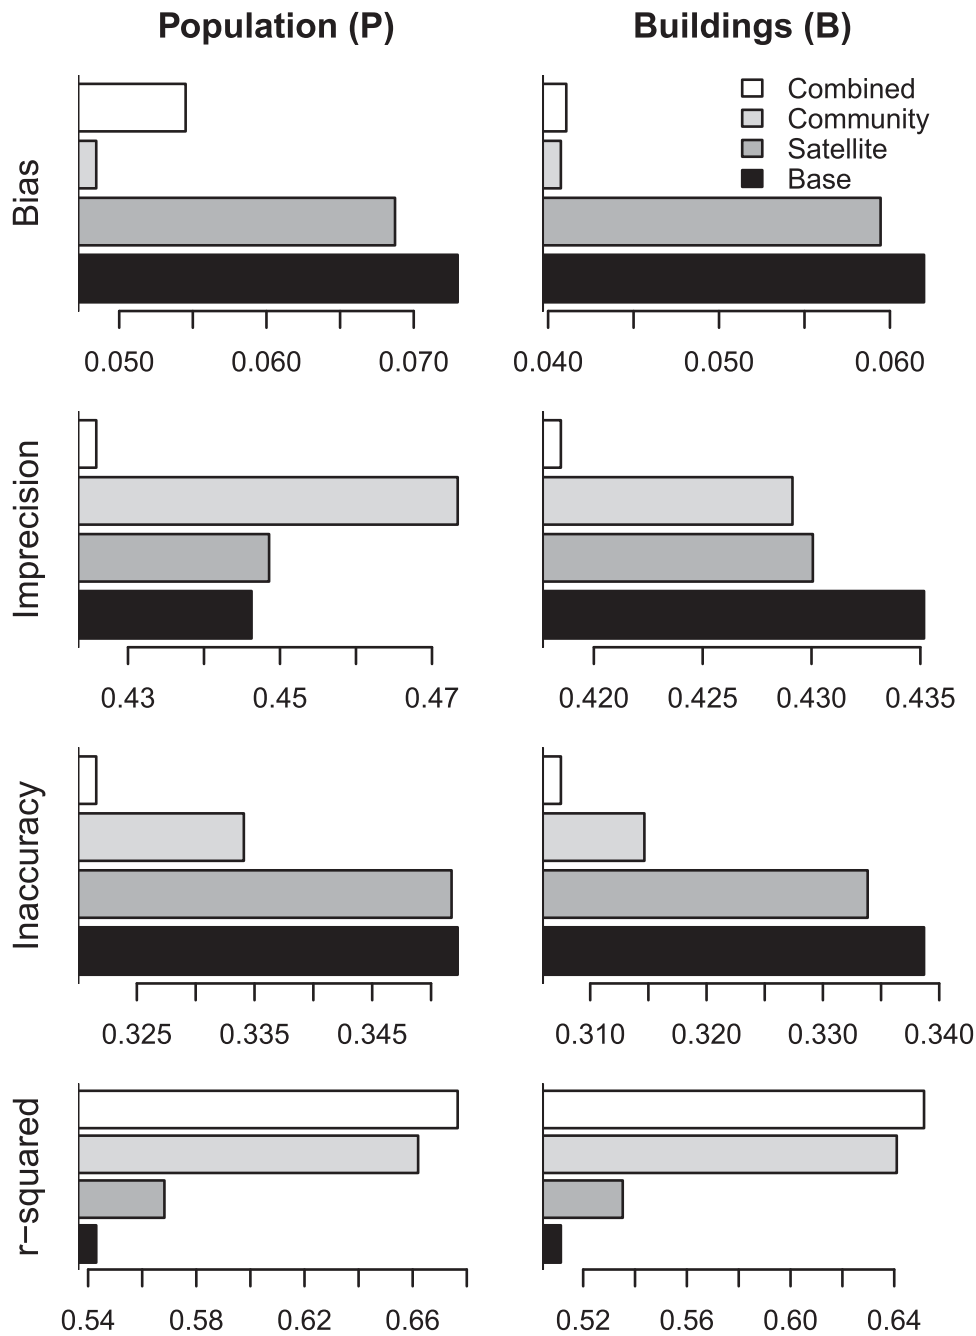 Population (P)
Buildings (B)
Bias
Combined
Community
Satellite
Base
0.050 0.060 0.070
0.040 0.050 0.060
Imprecision
0.43 0.45 0.47
0.420 0.425 0.430 0.435
Inaccuracy
0.325 0.335 0.345
0.310 0.320 0.330 0.340
r−squared
0.54 0.58 0.62 0.66
0.52 0.56 0.60 0.64